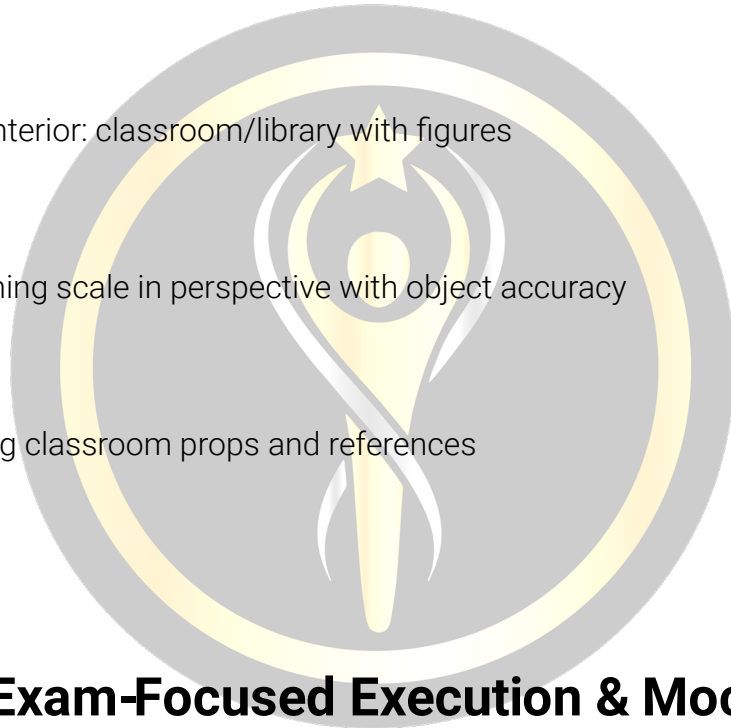 nterior: classroom/library with figures
ning scale in perspective with object accuracy
g classroom props and references
Exam-Focused Execution & Moc